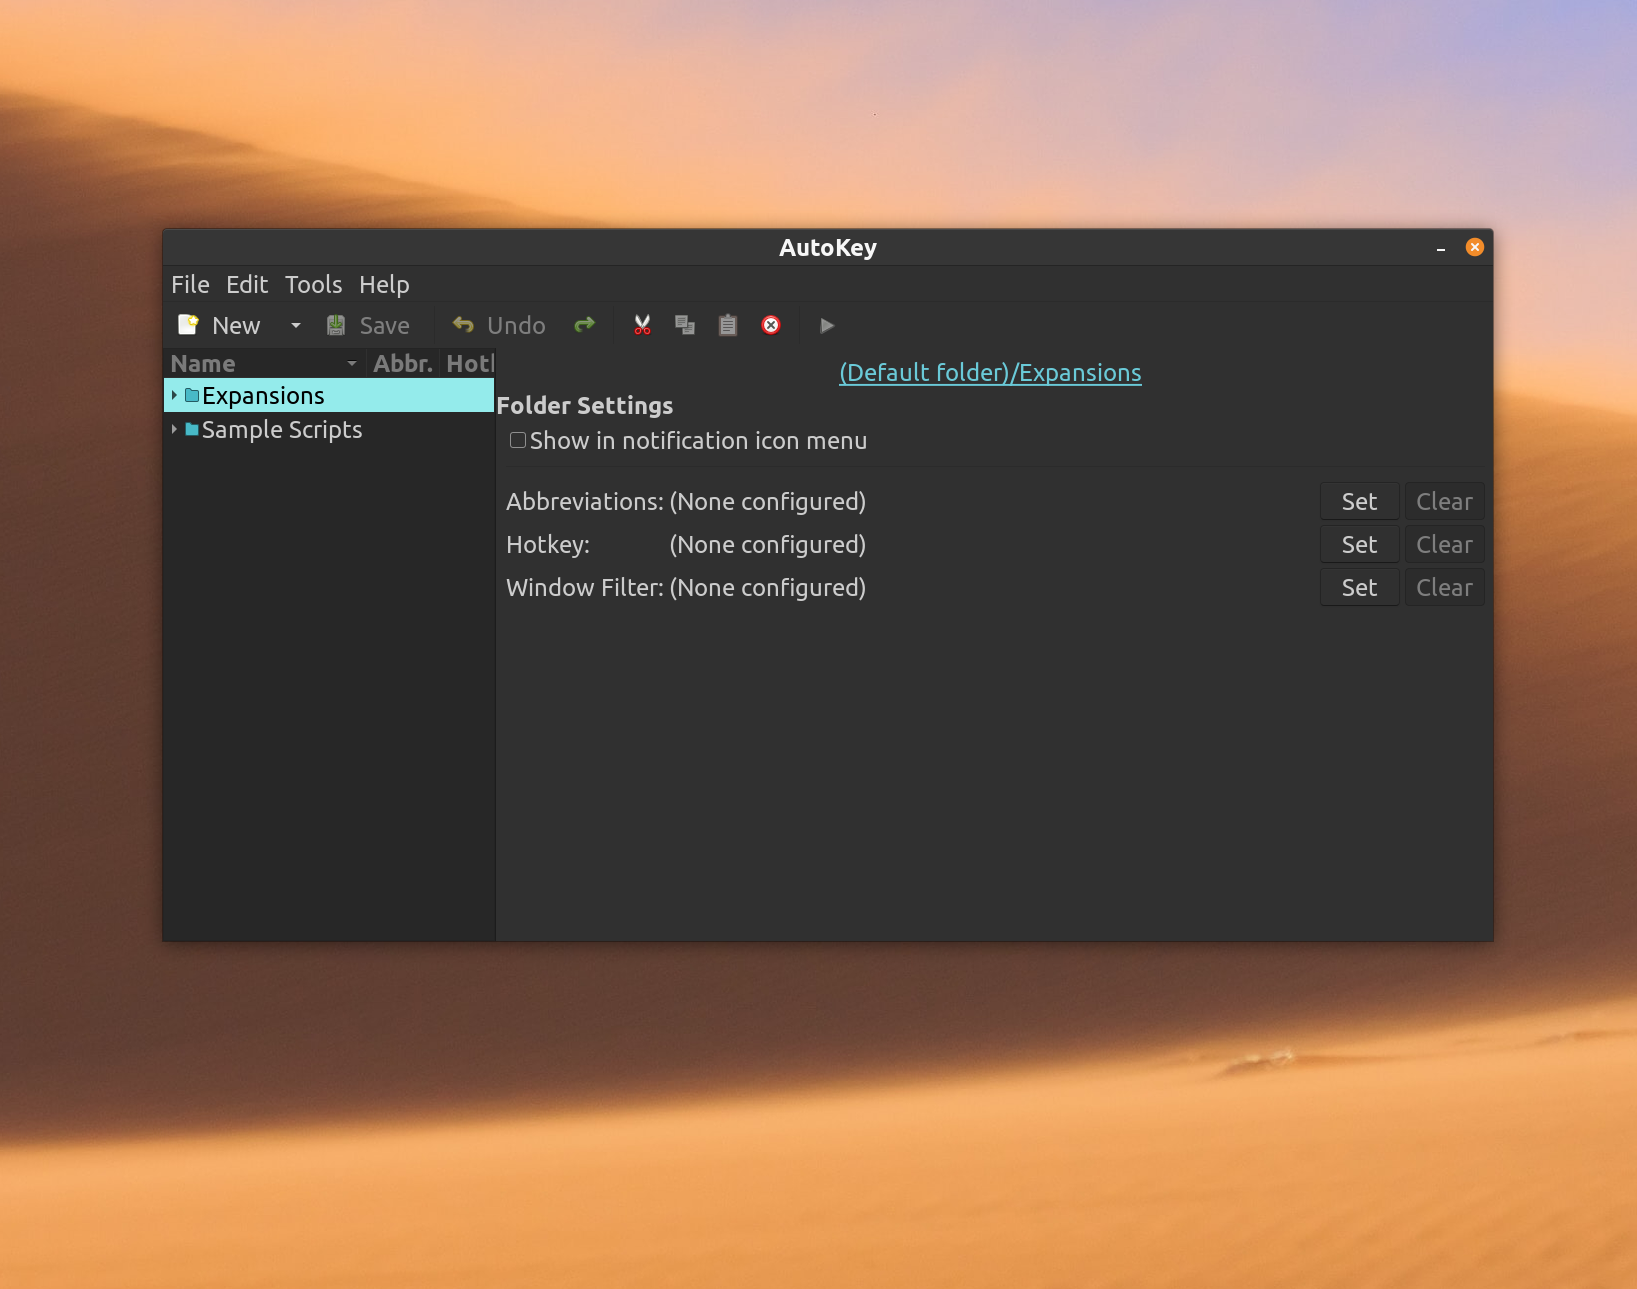 AutoKey
File Edit Tools Help
New Save Undo
Name Abbr.
Expansions
Sample Scripts
(Default folder)/Expansions
Folder Settings
Show in notification icon menu
Abbreviations: (None configured) Set Clear
Hotkey: (None configured) Set Clear
Window Filter: (None configured) Set Clear